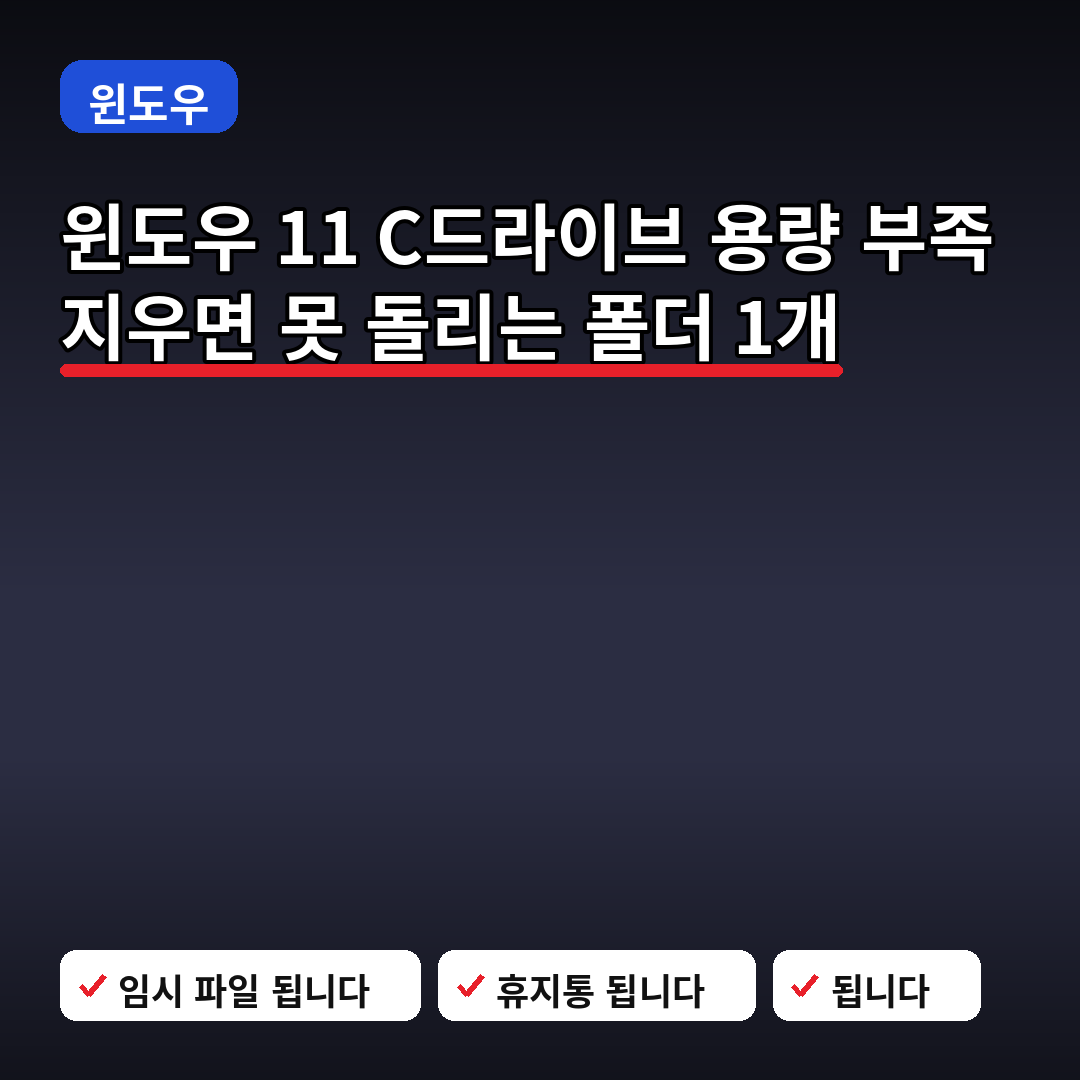 윈도우
윈도우 11 C드라이브 용량 부족
지우면 못 돌리는 폴더 1개
임시 파일 됩니다
휴지통 됩니다
됩니다